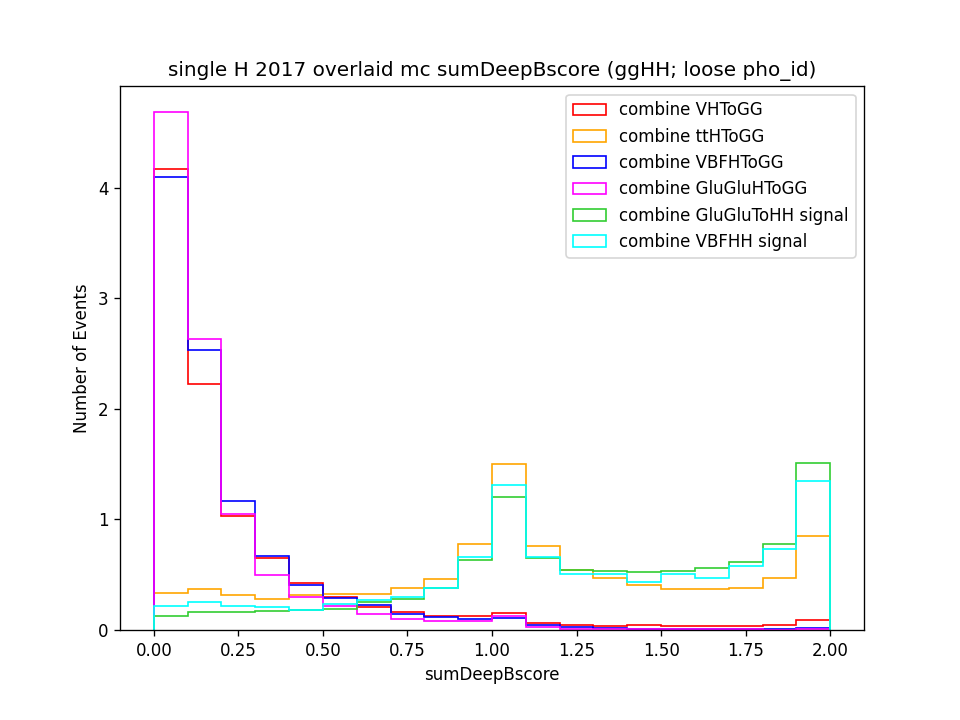 single H 2017 overlaid mc sumDeepBscore (ggHH; loose pho_id)
combine VHToGG
combine ttHToGG
combine VBFHToGG
combine GluGluHToGG
combine GluGluToHH signal
combine VBFHH signal
Number of Events
4
3
2
1
0
0.00 0.25 0.50 0.75 1.00 1.25 1.50 1.75 2.00
sumDeepBscore